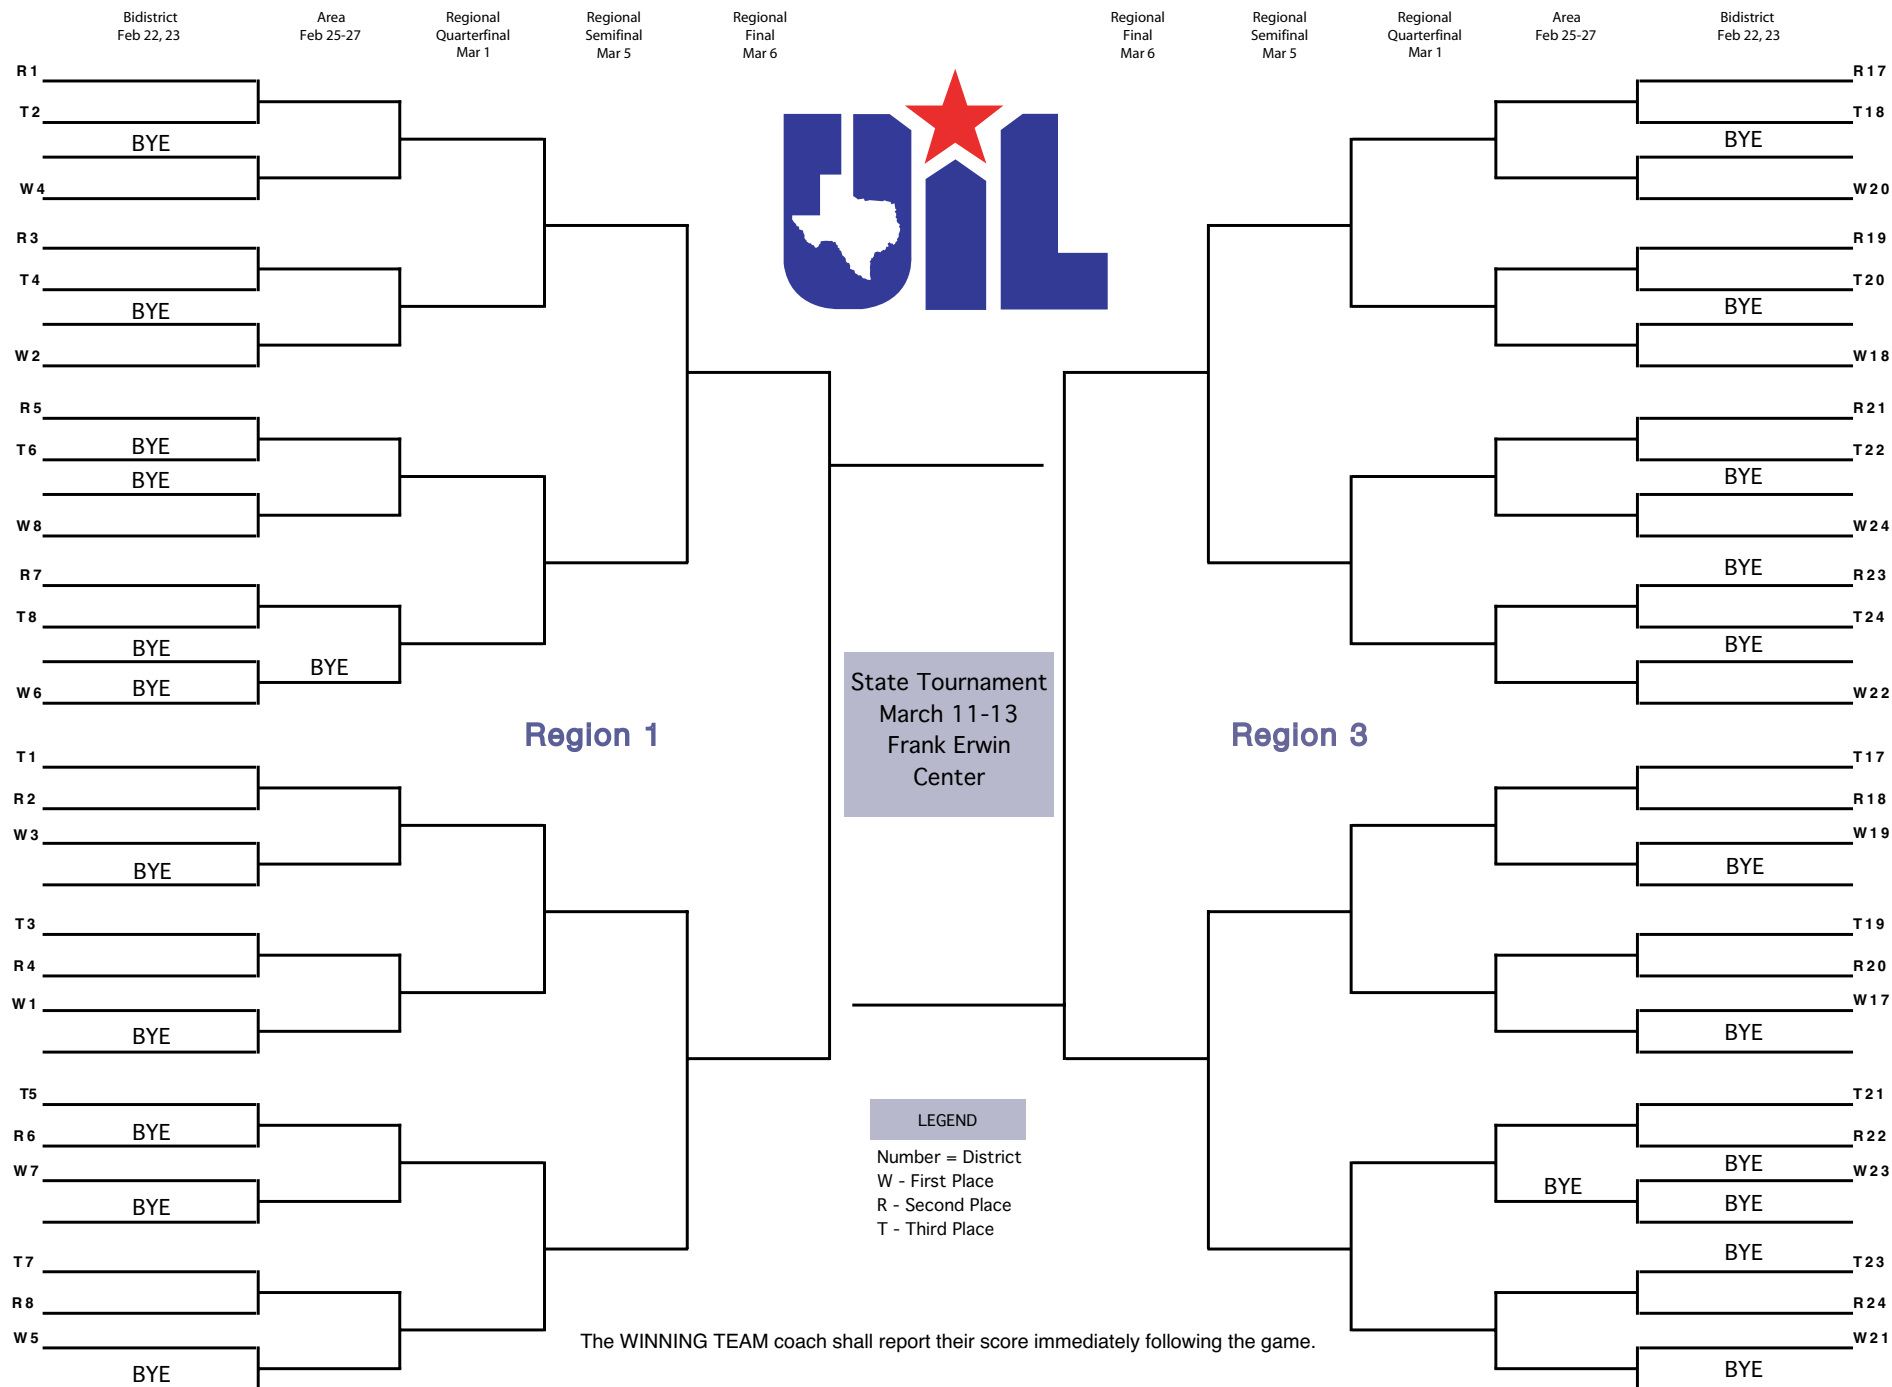 Bidistrict
Feb 22, 23
Area
Feb 25-27
Regional
Quarterfinal
Mar 1
Regional
Semifinal
Mar 5
Regional
Final
Mar 6
Regional
Final
Mar 6
Regional
Semifinal
Mar 5
Regional
Quarterfinal
Mar 1
Area
Feb 25-27
Bidistrict
Feb 22, 23
UIL
R 1
T 2
BYE
W 4
R 3
T 4
BYE
W 2
R 5
BYE
T 6
BYE
W 8
R 7
T 8
BYE
BYE
W 6
BYE
Region 1
T 1
R 2
W 3
BYE
T 3
R 4
W 1
BYE
T5
R 6
BYE
W 7
BYE
T 7
R 8
W 5
BYE
State Tournament
March 11-13
Frank Erwin
Center
LEGEND
Number = District
W - First Place
R - Second Place
T - Third Place
R 17
T 18
BYE
W 20
R 19
T 20
BYE
W 18
R 21
T 22
BYE
W 24
BYE
R 23
T 24
BYE
W 22
Region 3
T 17
R 18
W 19
BYE
T 19
R 20
W 17
BYE
T 21
R 22
BYE
W 23
BYE
BYE
BYE
T 23
R 24
W 21
BYE
The WINNING TEAM coach shall report their score immediately following the game.